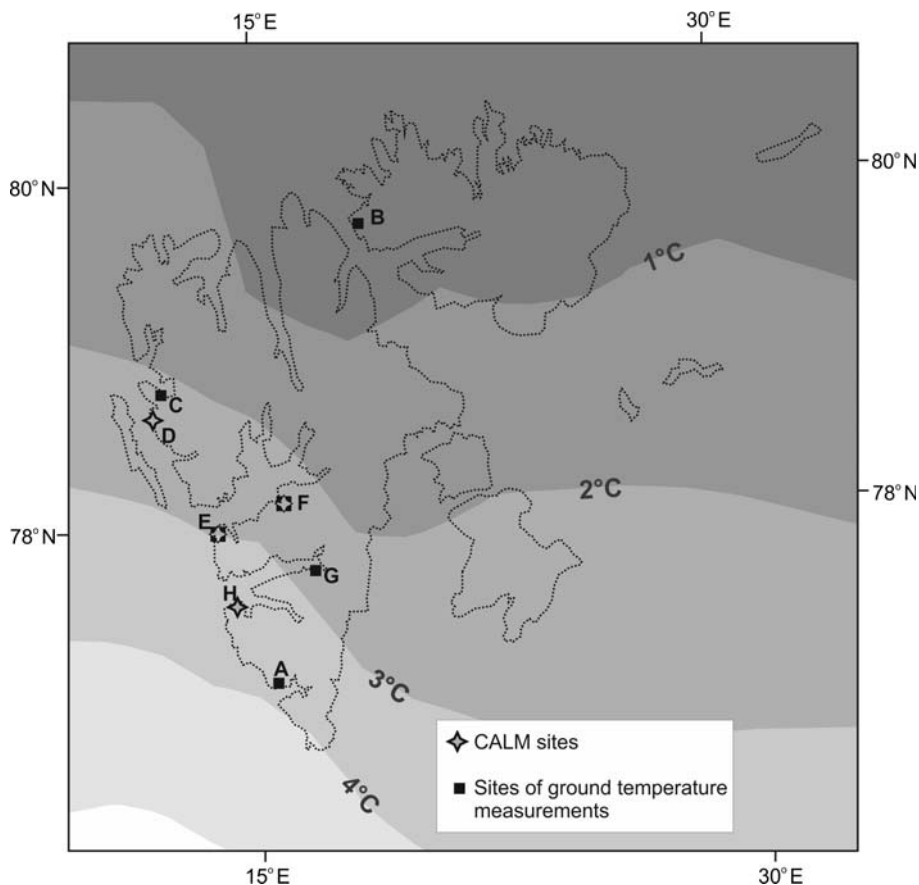 15°E 30°E
80°N 80°N
B
1°C
C
D
2°C
78°N
F
E
78°N
G
H
A
3°C
CALM sites
4°C
Sites of ground temperature
measurements
15°E 30°E